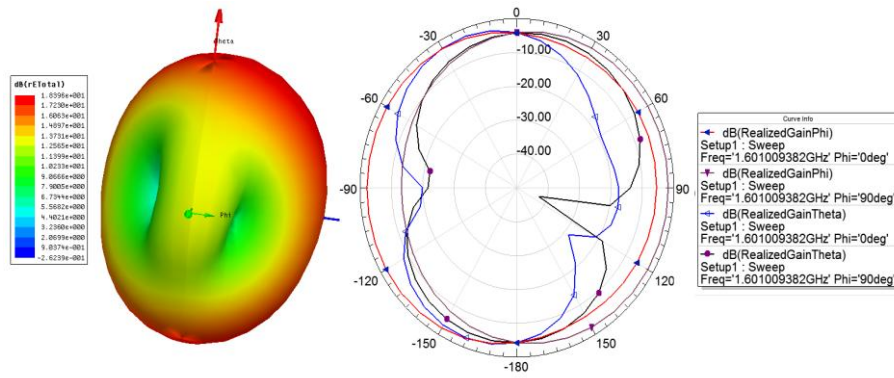 Theta
dB(rETotal)
1.8396e+001
1.7230e+001
1.6063e+001
1.4897e+001
1.3731e+001
1.2565e+001
1.1399e+001
1.0233e+001
9.0666e+000
7.9005e+000
6.7344e+000
5.5682e+000
4.4021e+000
3.2360e+000
2.0699e+000
9.0374e-001
-2.6239e-001
Phi
0
-30
30
-10.00
-60
60
-20.00
-30.00
-40.00
-90
90
-120
120
-150
150
-180
Curve Info
dB(RealizedGainPhi)
Setup1 : Sweep
Freq='1.601009382GHz' Phi='0deg'
dB(RealizedGainPhi)
Setup1 : Sweep
Freq='1.601009382GHz' Phi='90deg'
dB(RealizedGainTheta)
Setup1 : Sweep
Freq='1.601009382GHz' Phi='0deg'
dB(RealizedGainTheta)
Setup1 : Sweep
Freq='1.601009382GHz' Phi='90deg'